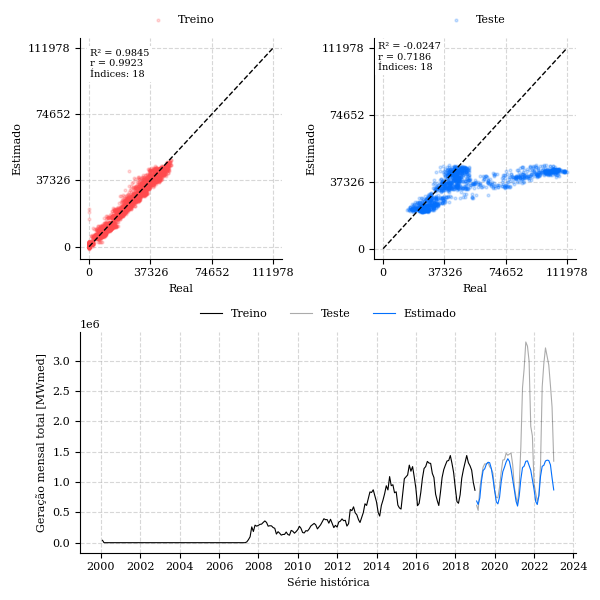 Treino
R² = 0.9845
r = 0.9923
Índices: 18
111978
74652
37326
0
Estimado
0
37326
74652
111978
Real
Teste
R² = -0.0247
r = 0.7186
Índices: 18
111978
74652
37326
0
Estimado
0
37326
74652
111978
Real
Treino
Teste
Estimado
1e6
3.0
2.5
2.0
1.5
1.0
0.5
0.0
Geração mensal total [MWmed]
2000
2002
2004
2006
2008
2010
2012
2014
2016
2018
2020
2022
2024
Série histórica